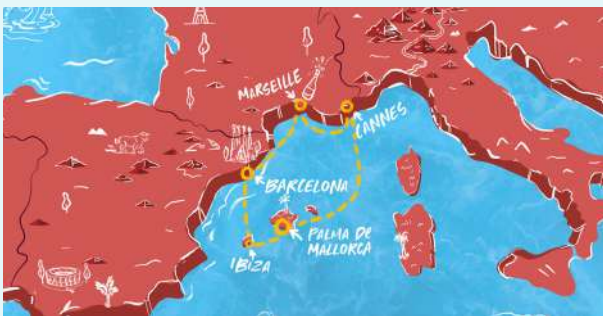 MARSEILLE
CANNES
BARCELONA
PALMA DE
MALLORCA
IBIZA